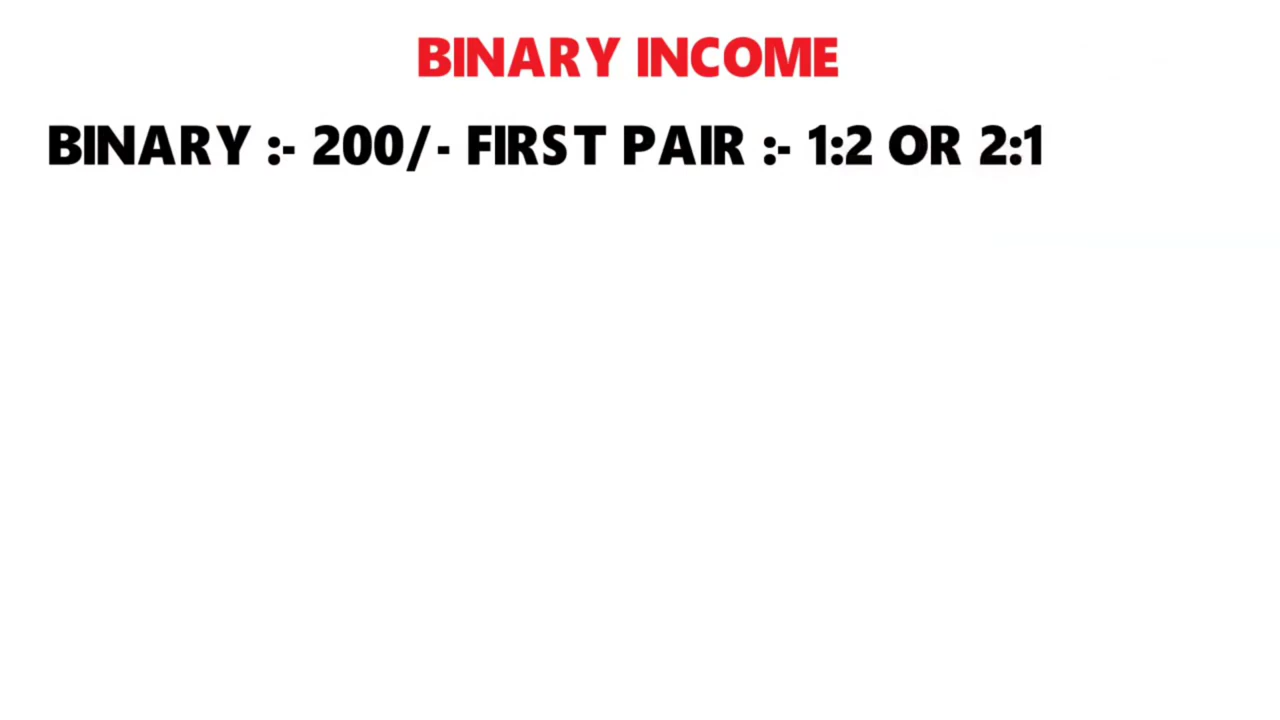 BINARY INCOME
BINARY :- 200/- FIRST PAIR :- 1:2 OR 2:1